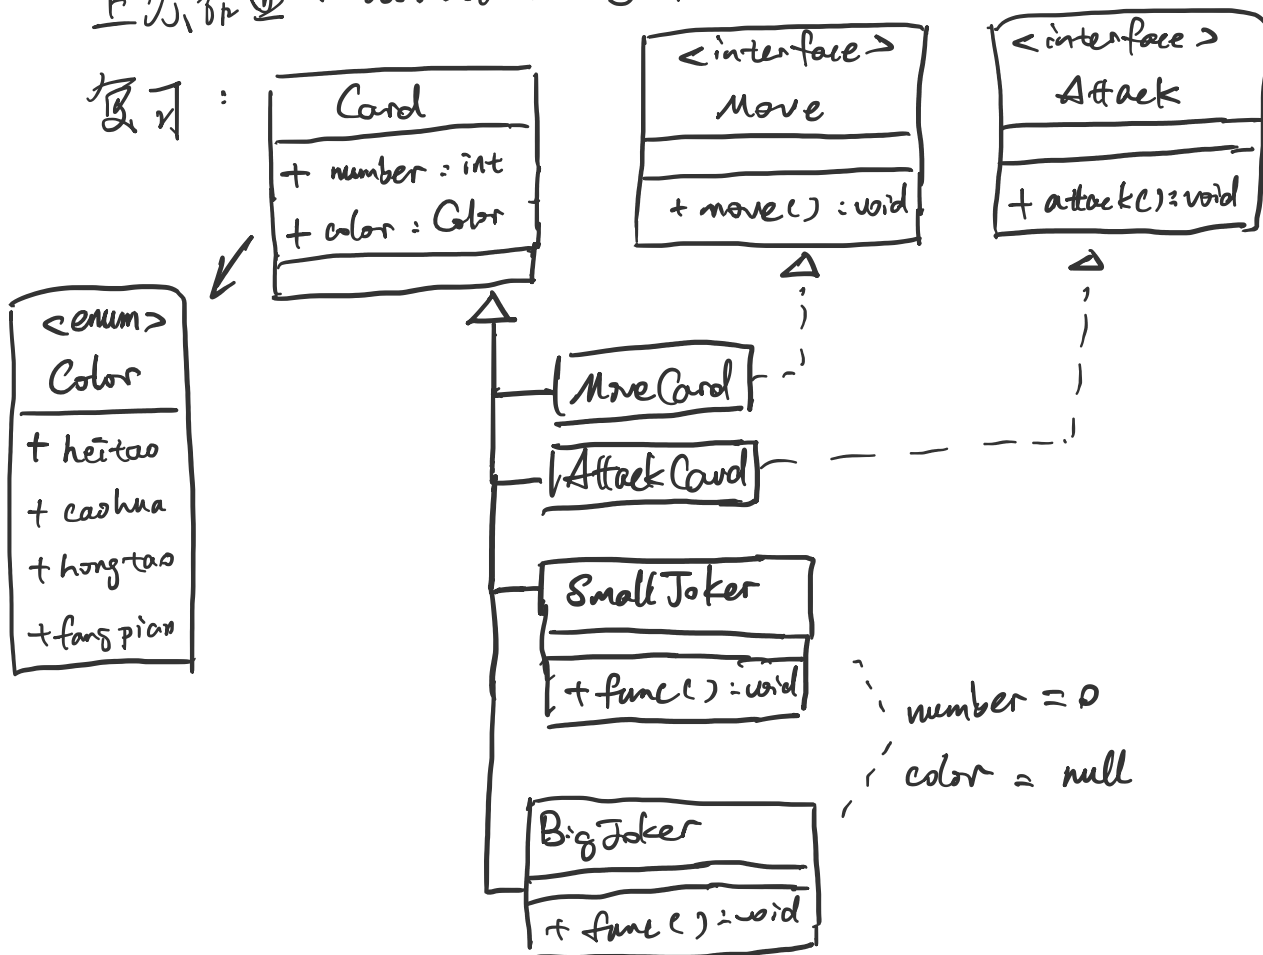 复习：
Card
+ number : int
+ color : Color
<interface>
Move
+ move() : void
<interface>
Attack
+ attack() : void
<enum>
Color
+ heitao
+ caohua
+ hongtao
+ fangpian
MoveCard
AttackCard
SmallJoker
+ func() : void
number = 0
color = null
BigJoker
+ func() : void